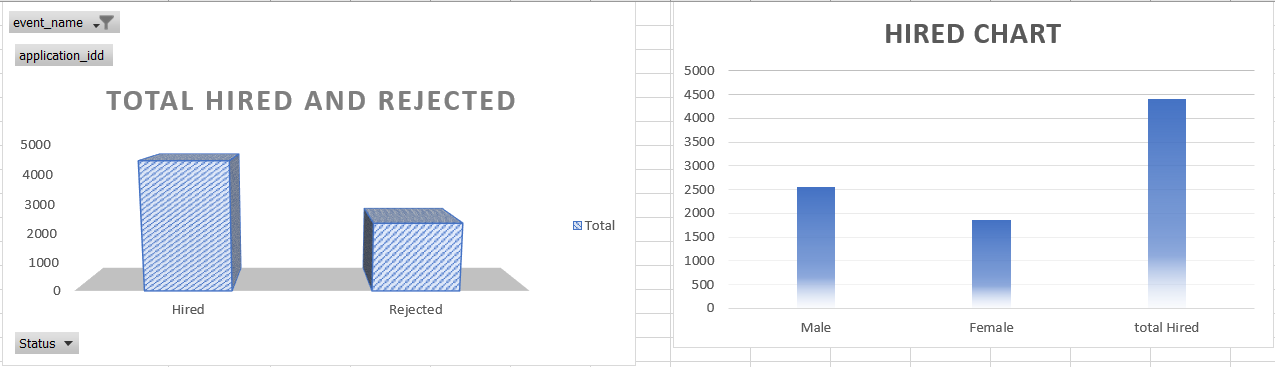 event_name
application_idd
TOTAL HIRED AND REJECTED
5000
4000
3000
2000
1000
0
Hired Rejected
Total
Status
HIRED CHART
5000
4500
4000
3500
3000
2500
2000
1500
1000
500
0
Male Female total Hired